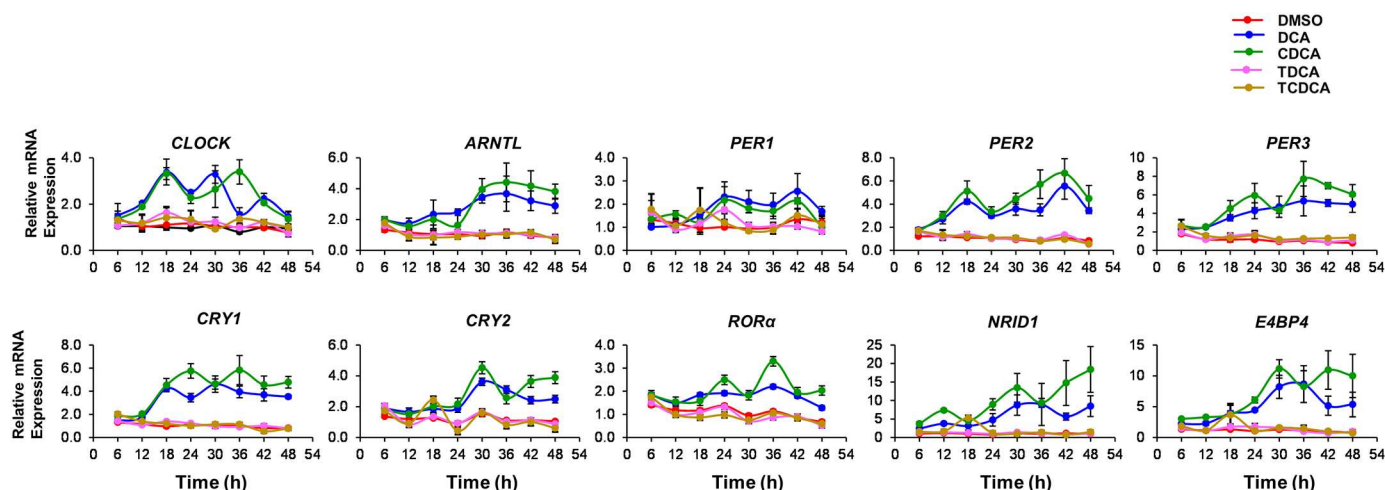 DMSO
DCA
CDCA
TDCA
TCDCA
CLOCK ARNTL PER1 PER2 PER3
Relative mRNA
Expression
4.0 6.0 4.0 8.0 10
3.0 4.0 3.0 6.0 8
2.0 2.0 2.0 4.0 6
1.0 0.0 1.0 2.0 4
0.0 0.0 0.0 2
0
0 6 12 18 24 30 36 42 48 54 0 6 12 18 24 30 36 42 48 54 0 6 12 18 24 30 36 42 48 54 0 6 12 18 24 30 36 42 48 54 0 6 12 18 24 30 36 42 48 54
CRY1 CRY2 RORα NRID1 E4BP4
Relative mRNA
Expression
8.0 6.0 4.0 25 15
6.0 4.0 3.0 20 10
4.0 2.0 2.0 15 5
2.0 0.0 1.0 10 0
0.0 0.0 5
0
0 6 12 18 24 30 36 42 48 54 0 6 12 18 24 30 36 42 48 54 0 6 12 18 24 30 36 42 48 54 0 6 12 18 24 30 36 42 48 54 0 6 12 18 24 30 36 42 48 54
Time (h) Time (h) Time (h) Time (h) Time (h)